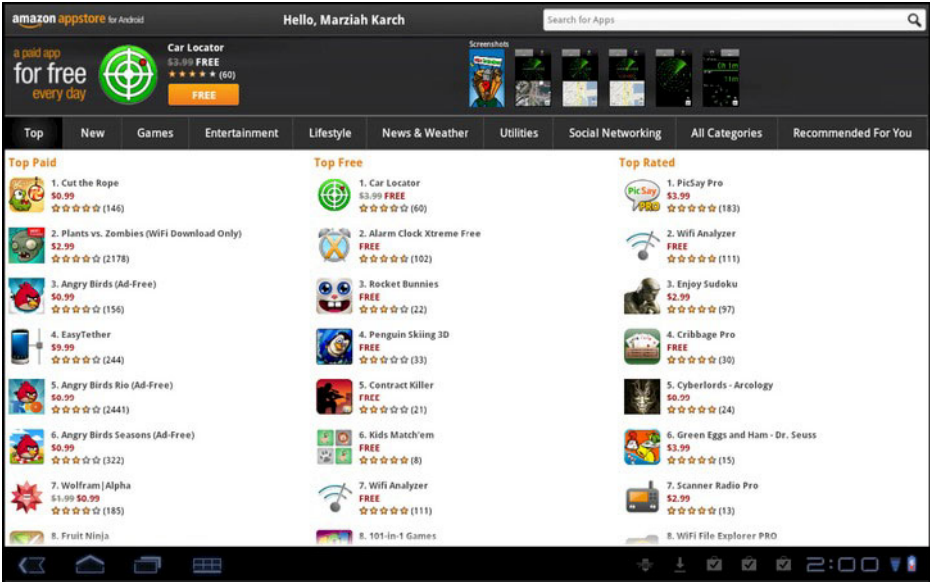 amazon appstore for Android
Hello, Marziah Karch
Search for Apps
a paid app
for free
every day
Car Locator
$3.99 FREE
(60)
FREE
Screenshots
Top New Games Entertainment Lifestyle News & Weather Utilities Social Networking All Categories Recommended For You
Top Paid
1. Cut the Rope
$0.99
(146)
2. Plants vs. Zombies (WiFi Download Only)
$2.99
(2178)
3. Angry Birds (Ad-Free)
$0.99
(156)
4. EasyTether
$9.99
(244)
5. Angry Birds Rio (Ad-Free)
$0.99
(2441)
6. Angry Birds Seasons (Ad-Free)
$0.99
(322)
7. Wolfram|Alpha
$1.99 $0.99
(185)
8. Fruit Ninja
Top Free
1. Car Locator
$3.99 FREE
(60)
2. Alarm Clock Xtreme Free
FREE
(102)
3. Rocket Bunnies
FREE
(22)
4. Penguin Skiing 3D
FREE
(33)
5. Contract Killer
FREE
(21)
6. Kids Match'em
FREE
(8)
7. Wifi Analyzer
FREE
(111)
8. 101-in-1 Games
Top Rated
PicSay
PRO
1. PicSay Pro
$3.99
(183)
2. Wifi Analyzer
FREE
(111)
3. Enjoy Sudoku
$2.99
(97)
4. Cribbage Pro
FREE
(30)
5. Cyberlords - Arcology
$0.99
(24)
6. Green Eggs and Ham - Dr. Seuss
$3.99
(15)
7. Scanner Radio Pro
$2.99
(13)
8. WiFi File Explorer PRO
2:00